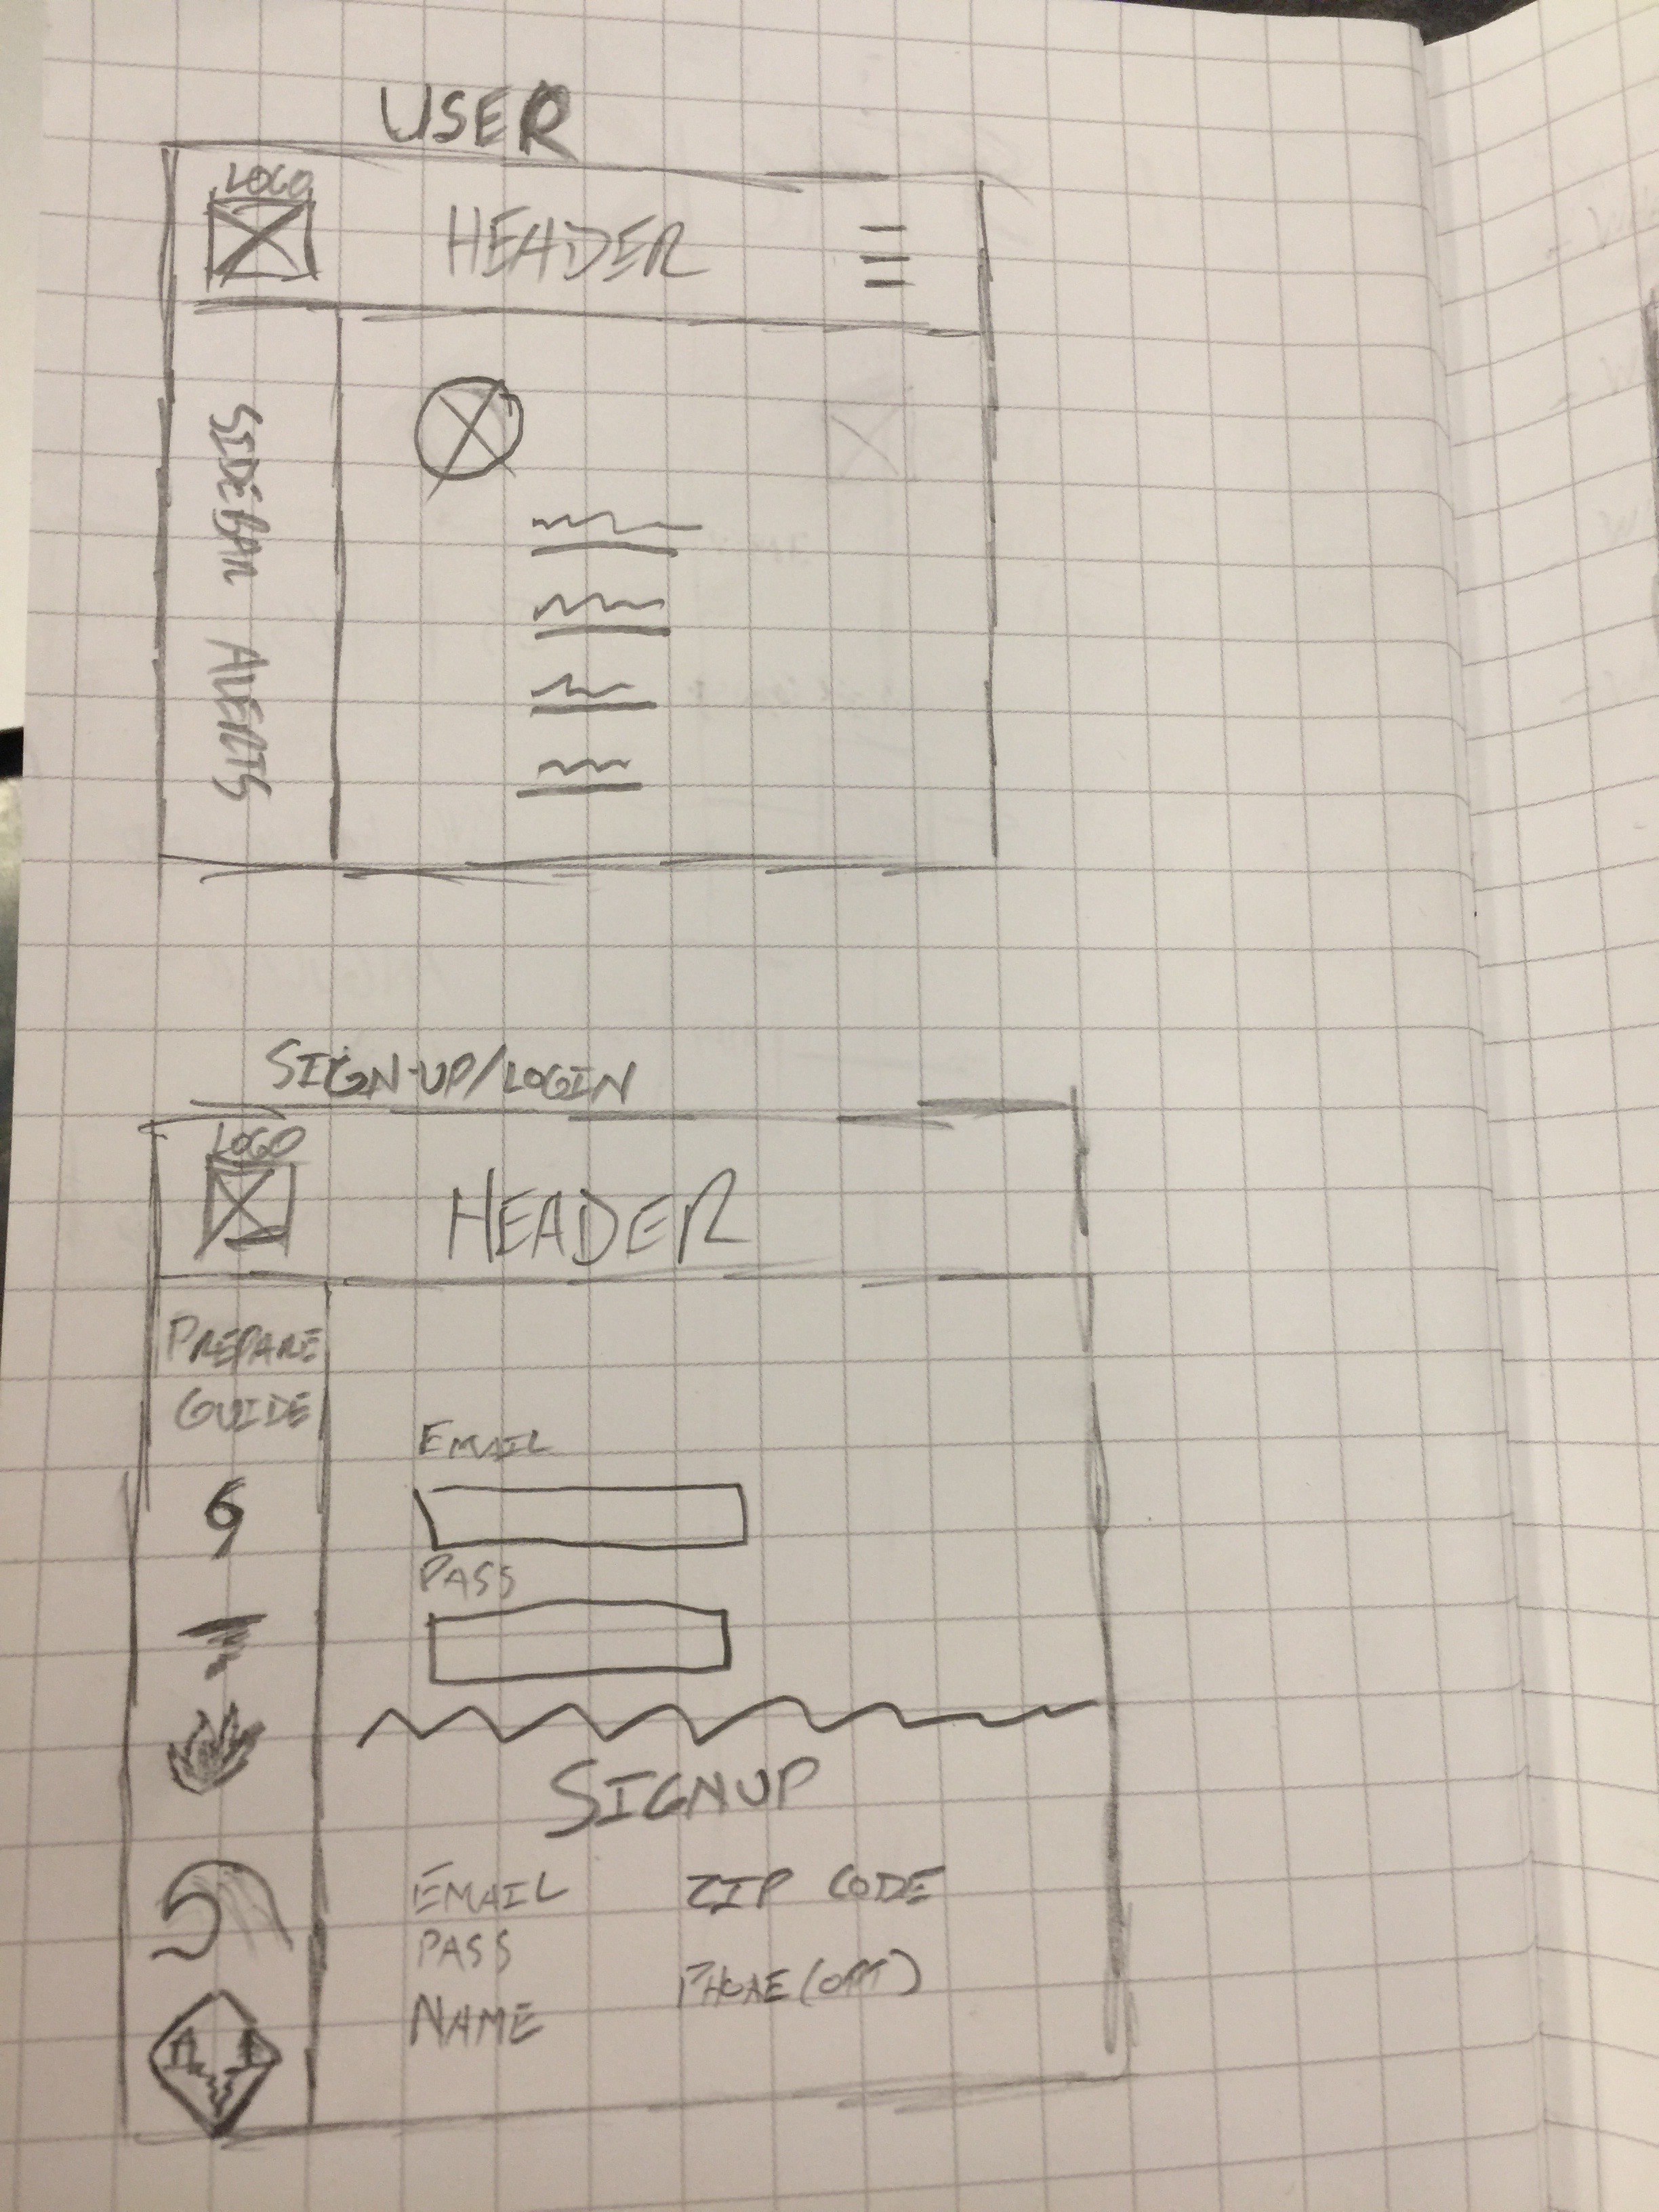 USER
LOGO
HEADER
SIDEBAR ALERTS
SIGN-UP/LOGIN
LOGO
HEADER
PREPARE
GUIDE
EMAIL
PASS
SIGNUP
EMAIL ZIP CODE
PASS
PHONE (OPT)
NAME